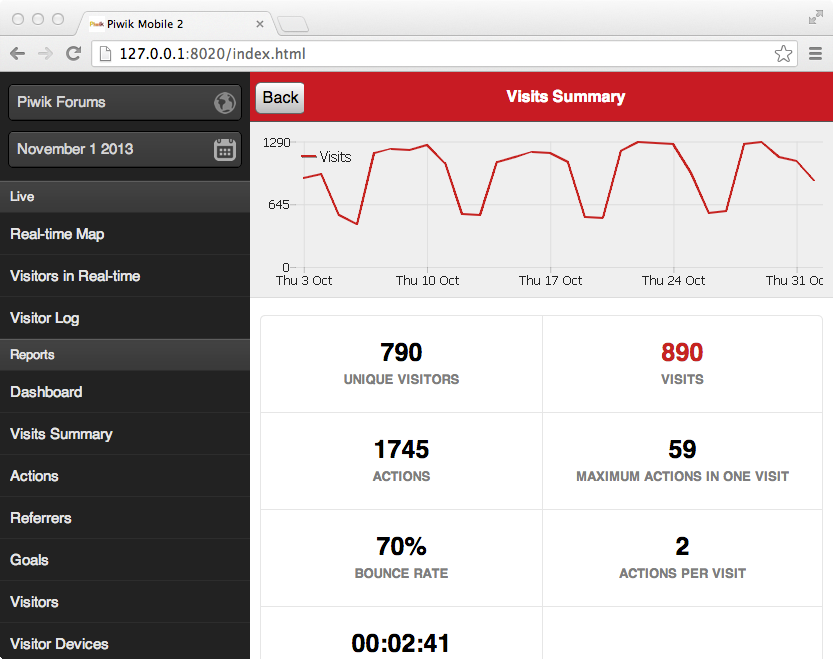 Piwik Mobile 2
127.0.0.1:8020/index.html
Piwik Forums
November 1 2013
Live
Real-time Map
Visitors in Real-time
Visitor Log
Reports
Dashboard
Visits Summary
Actions
Referrers
Goals
Visitors
Visitor Devices
Back
Visits Summary
1290
Visits
645
0
Thu 3 Oct Thu 10 Oct Thu 17 Oct Thu 24 Oct Thu 31 Oc
790
UNIQUE VISITORS
890
VISITS
1745
ACTIONS
59
MAXIMUM ACTIONS IN ONE VISIT
70%
BOUNCE RATE
2
ACTIONS PER VISIT
00:02:41